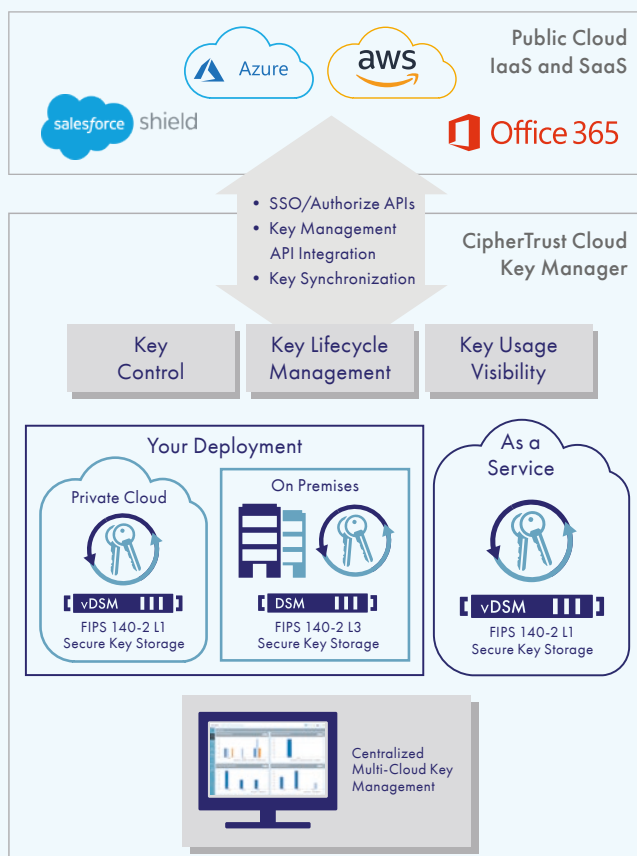 Public Cloud
IaaS and SaaS
Azure
aws
salesforce shield
Office 365
• SSO/Authorize APIs
• Key Management
API Integration
• Key Synchronization
CipherTrust Cloud
Key Manager
Key
Control
Key Lifecycle
Management
Key Usage
Visibility
Your Deployment
Private Cloud
vDSM
FIPS 140-2 L1
Secure Key Storage
On Premises
DSM
FIPS 140-2 L3
Secure Key Storage
As a
Service
vDSM
FIPS 140-2 L1
Secure Key Storage
Centralized
Multi-Cloud Key
Management